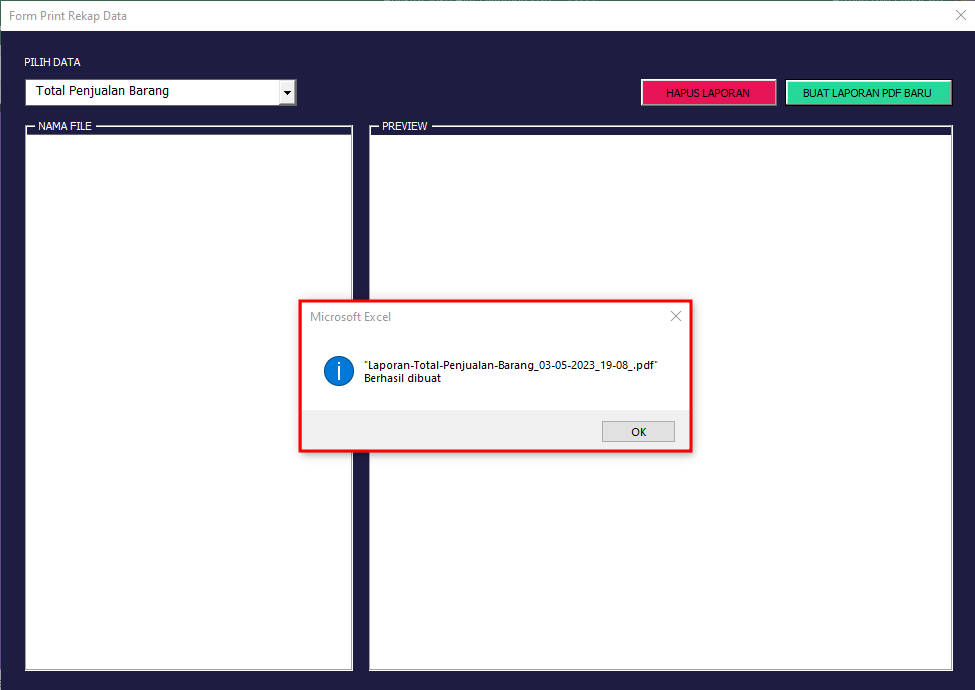 Form Print Rekap Data
PILIH DATA
Total Penjualan Barang
HAPUS LAPORAN
BUAT LAPORAN PDF BARU
NAMA FILE
PREVIEW
Microsoft Excel
"Laporan-Total-Penjualan-Barang_03-05-2023_19-08_.pdf"
Berhasil dibuat
OK